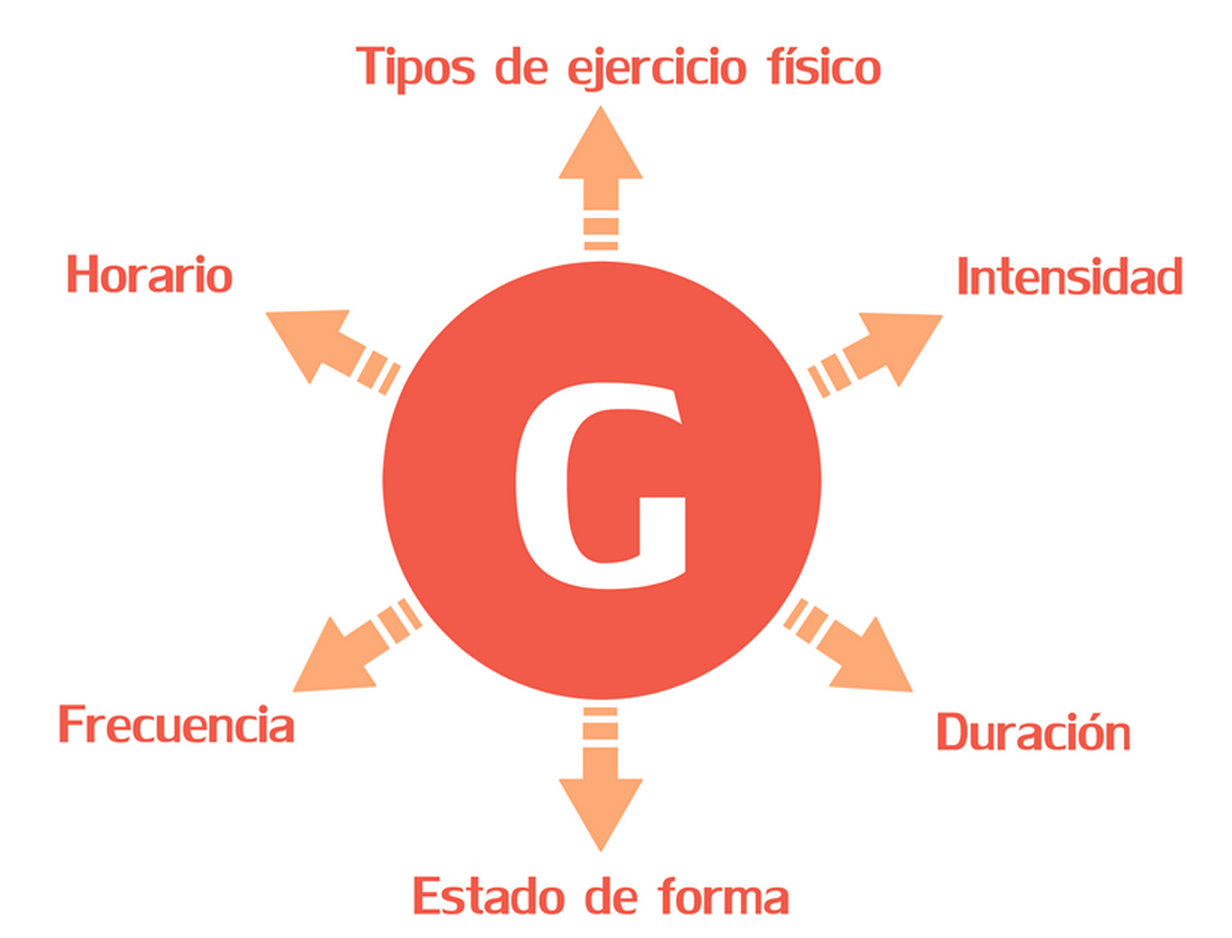 Tipos de ejercicio físico
Horario
Intensidad
G
Frecuencia
Duración
Estado de forma